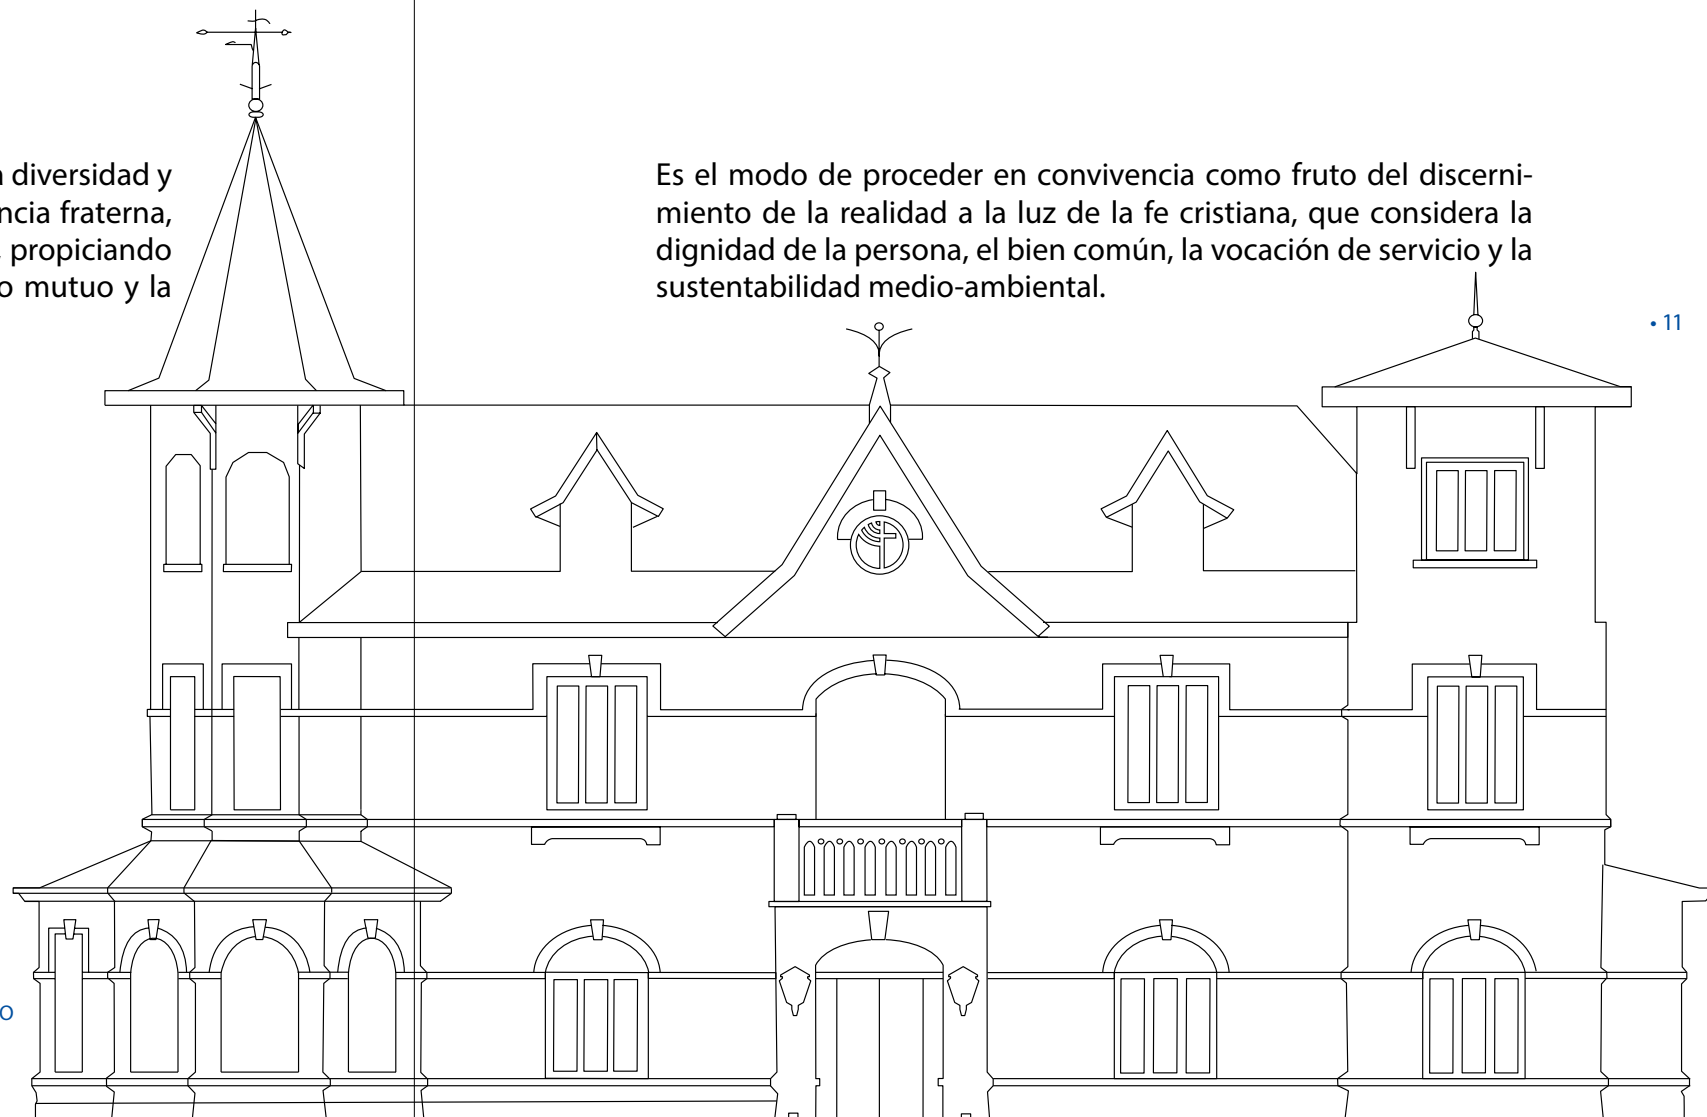 diversidad y
fraterna,
propiciando
mutuo y la
Es el modo de proceder en convivencia como fruto del discerni-
miento de la realidad a la luz de la fe cristiana, que considera la
dignidad de la persona, el bien común, la vocación de servicio y la
sustentabilidad medio-ambiental.
• 11